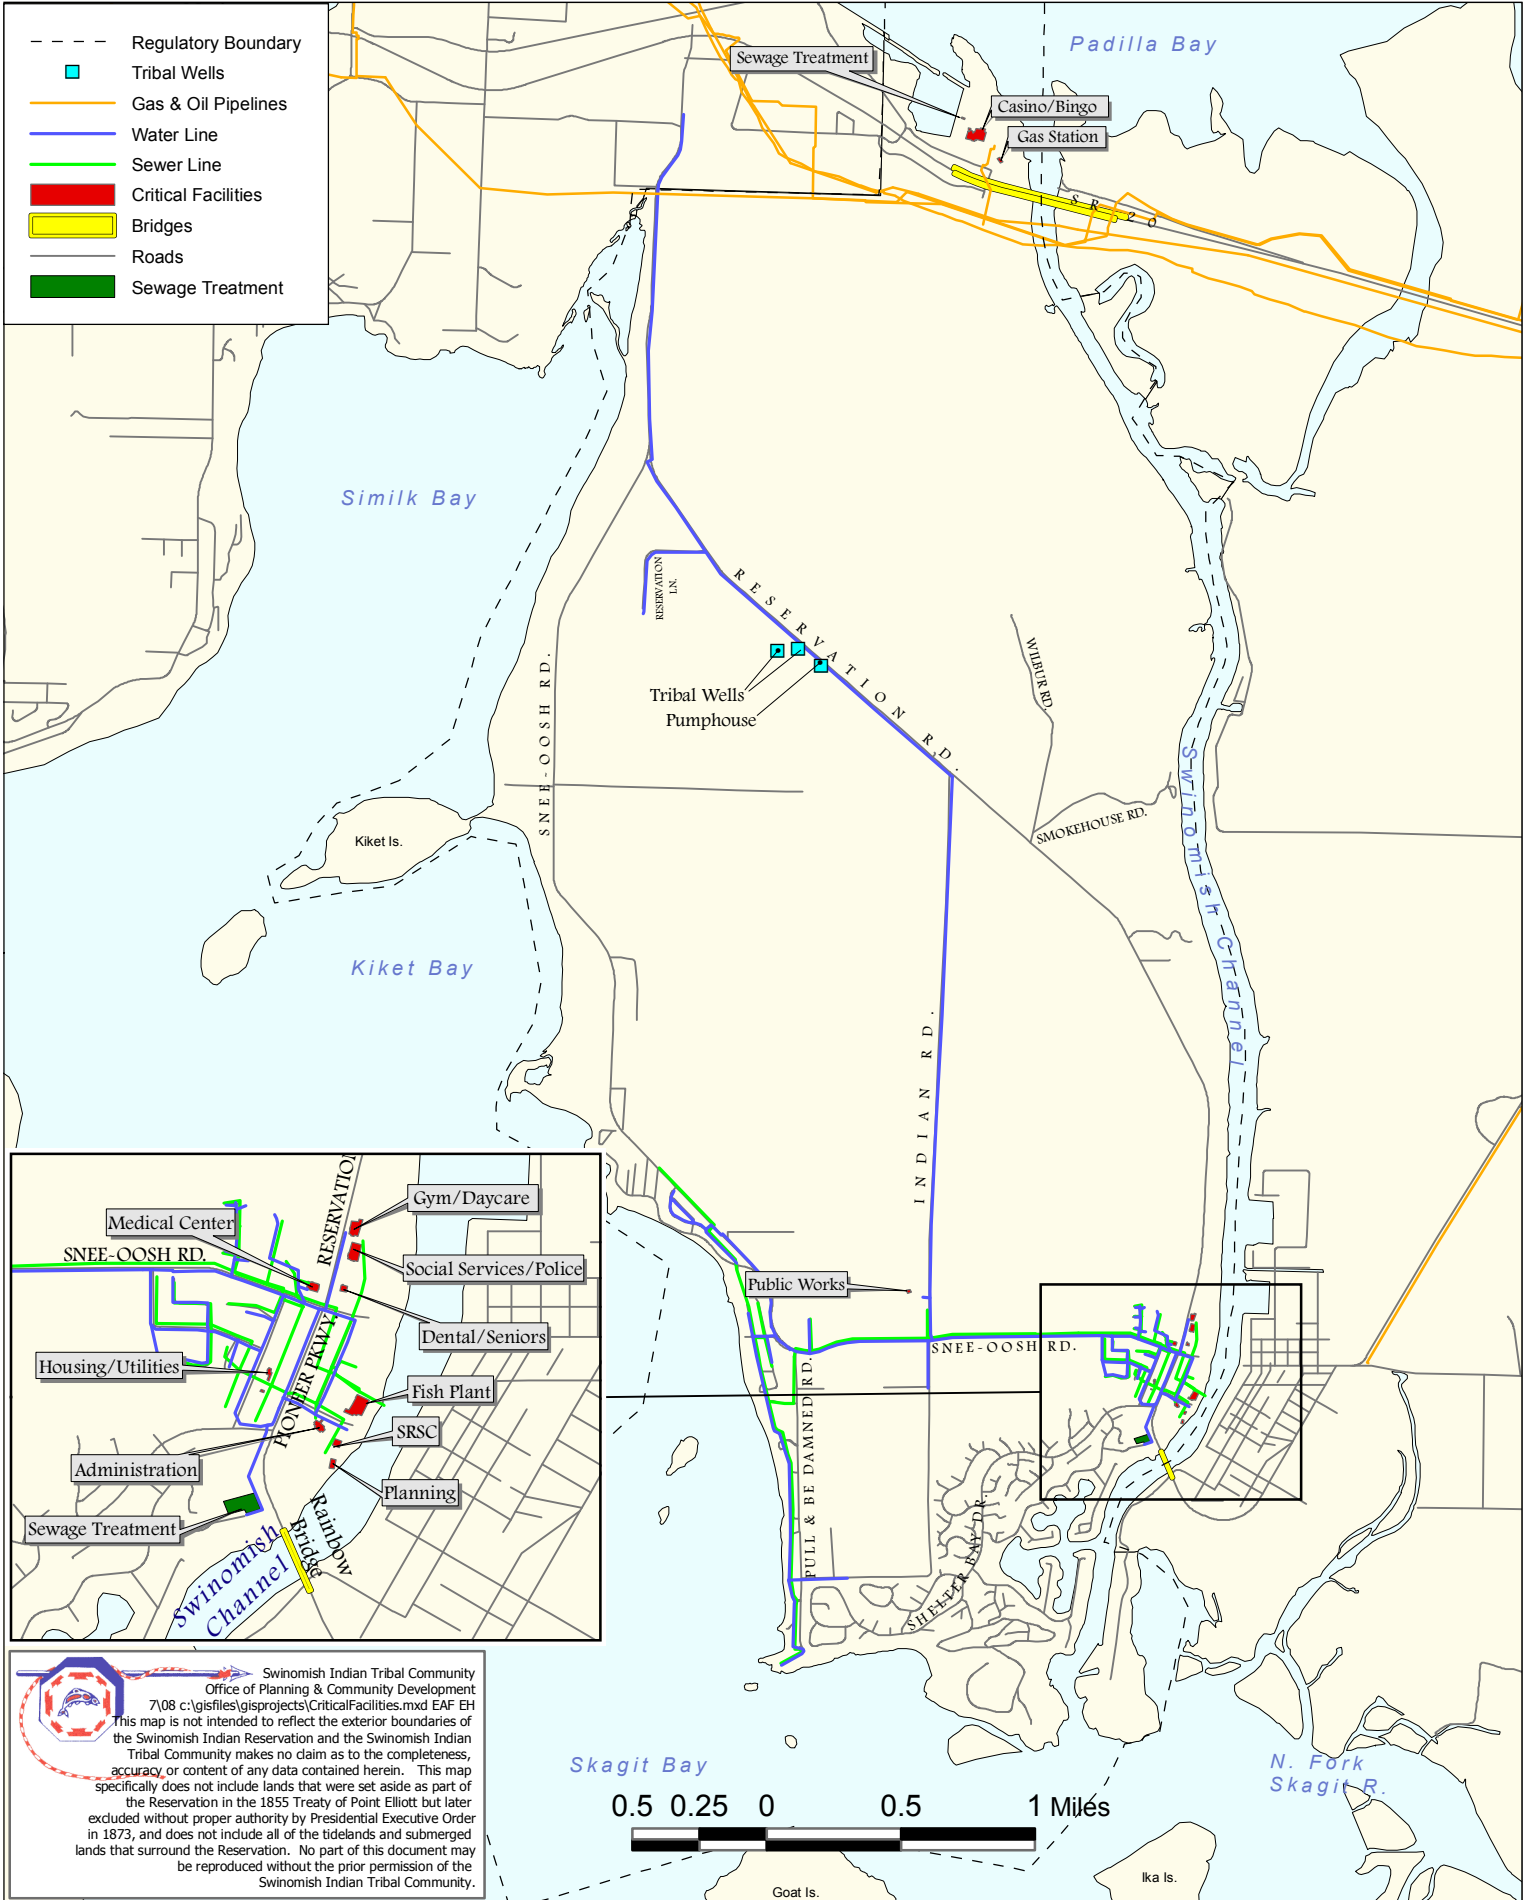 Regulatory Boundary
Tribal Wells
Gas & Oil Pipelines
Water Line
Sewer Line
Critical Facilities
Bridges
Roads
Sewage Treatment
Padilla Bay
Sewage Treatment
Casino/Bingo
Gas Station
SR 20
Similk Bay
RESERVATION
LN.
RESERVATION RD.
WILBUR RD.
Tribal Wells
Pumphouse
SNEE-OOSH RD.
SMOKEHOUSE RD.
Swinomish Channel
Kiket Is.
Kiket Bay
INDIAN RD.
Public Works
SNEE-OOSH RD.
PULL & BE DAMNED RD.
SHELTER BAY DR.
RESERVATION
Gym/Daycare
Medical Center
SNEE-OOSH RD.
Social Services/Police
Dental/Seniors
Housing/Utilities
PIONEER PKWY.
Fish Plant
SRSC
Administration
Planning
Sewage Treatment
Rainbow
Bridge
Swinomish
Channel
Swinomish Indian Tribal Community
Office of Planning & Community Development
7\08 c:\gisfiles\gisprojects\CriticalFacilities.mxd EAF EH
This map is not intended to reflect the exterior boundaries of
the Swinomish Indian Reservation and the Swinomish Indian
Tribal Community makes no claim as to the completeness,
accuracy or content of any data contained herein. This map
specifically does not include lands that were set aside as part of
the Reservation in the 1855 Treaty of Point Elliott but later
excluded without proper authority by Presidential Executive Order
in 1873, and does not include all of the tidelands and submerged
lands that surround the Reservation. No part of this document may
be reproduced without the prior permission of the
Swinomish Indian Tribal Community.
Skagit Bay
N. Fork
Skagit R.
0.5 0.25 0 0.5 1 Miles
Goat Is.
Ika Is.